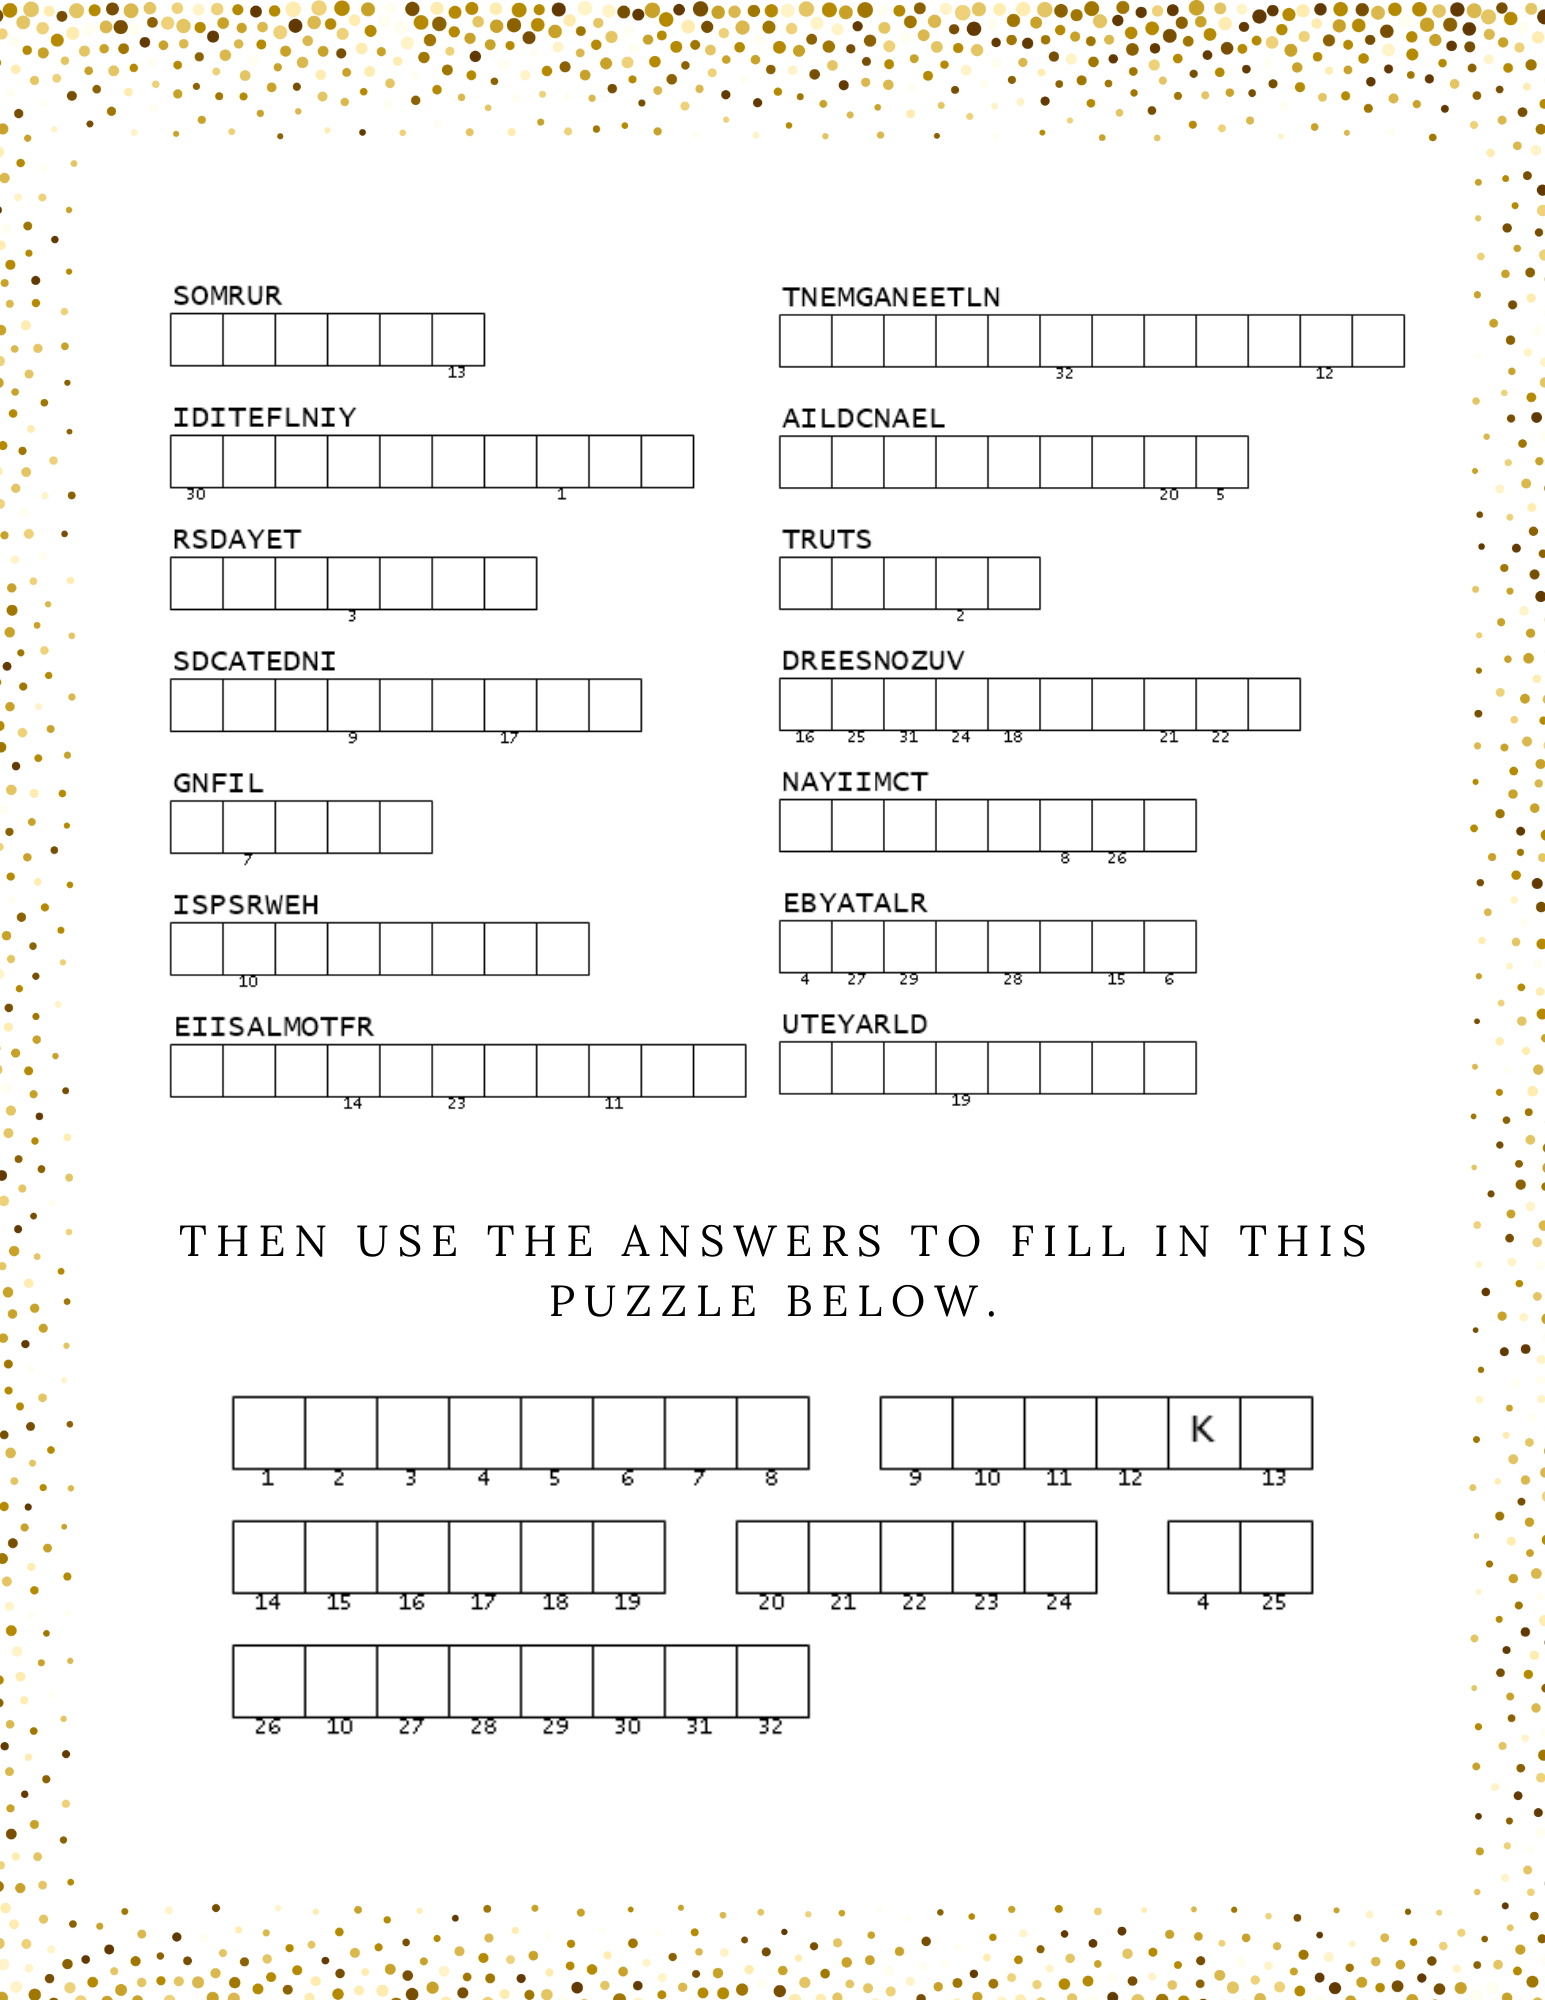 SOMRUR
13
IDITEFLNIY
30 1
RSDAYET
3
SDCATEDNI
9 17
GNFIL
7
ISPSRWEH
10
EIISALMOTFR
14 23 11
TNEMGANEETLN
32 12
AILDCNAEL
20 5
TRUTS
2
DREESNOZUV
16 25 31 24 18 21 22
NAYIIMCT
8 26
EBYATALR
4 27 29 28 15 6
UTEYARLD
19
THEN USE THE ANSWERS TO FILL IN THIS
PUZZLE BELOW.
K
1 2 3 4 5 6 7 8 9 10 11 12 13
14 15 16 17 18 19 20 21 22 23 24 4 25
26 10 27 28 29 30 31 32